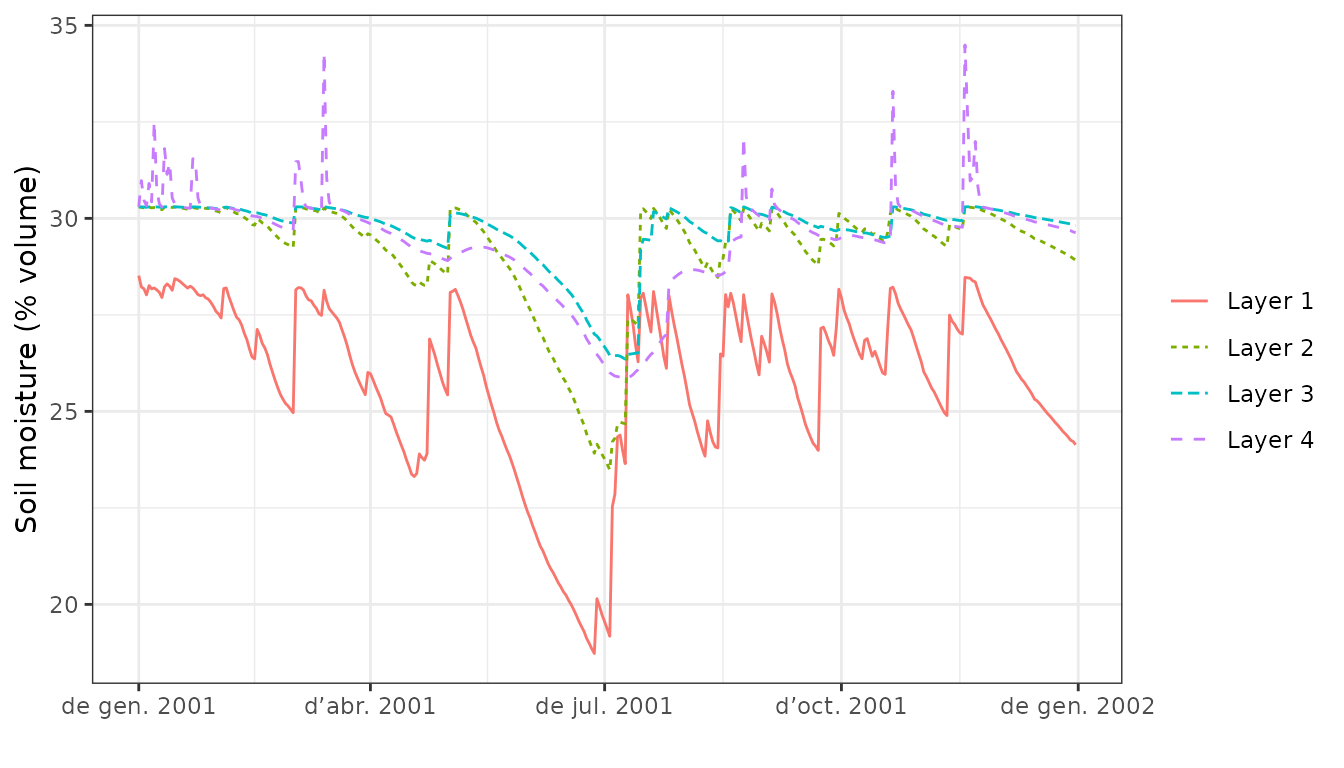 35
30
25
20
Soil moisture (% volume)
de gen. 2001
d’abr. 2001
de jul. 2001
d’oct. 2001
de gen. 2002
Layer 1
Layer 2
Layer 3
Layer 4